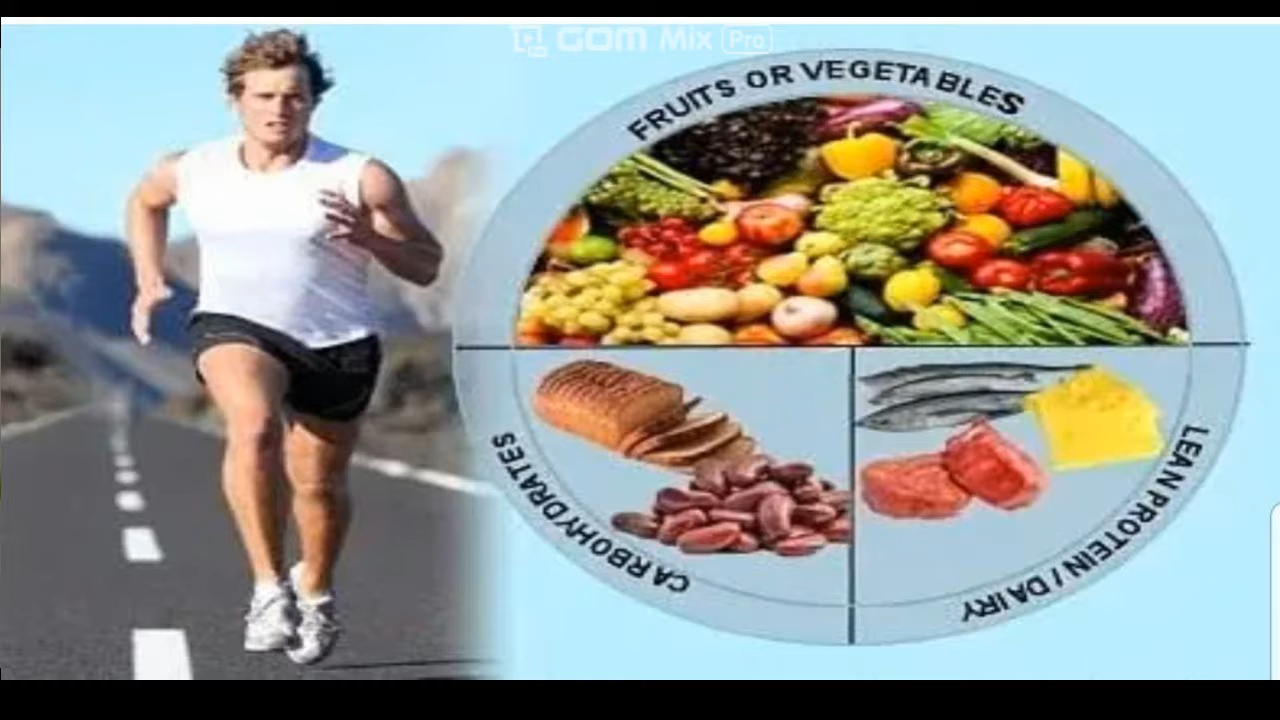 GOM Mix Pro
FRUITS OR VEGETABLES
CARBOHYDRATES
LEAN PROTEIN / DAIRY